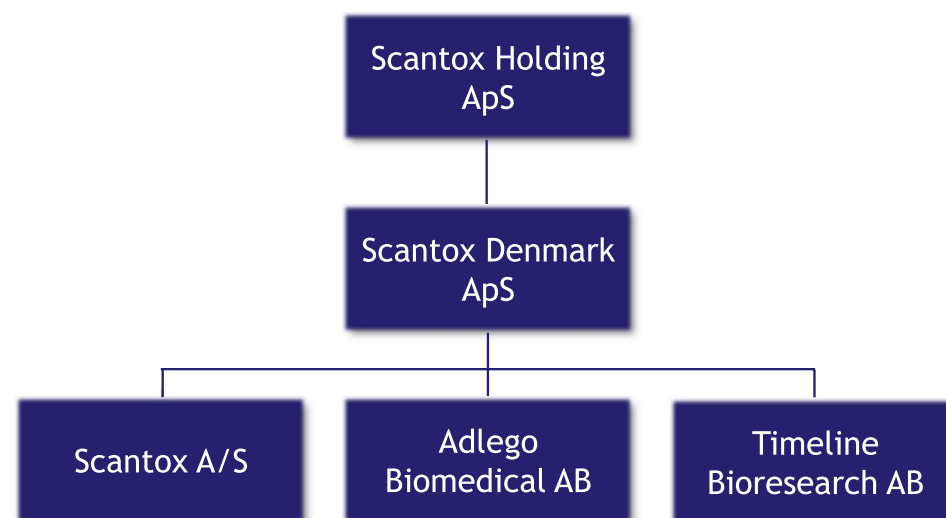 Scantox Holding
ApS
Scantox Denmark
ApS
Scantox A/S
Adlego
Biomedical AB
Timeline
Bioresearch AB